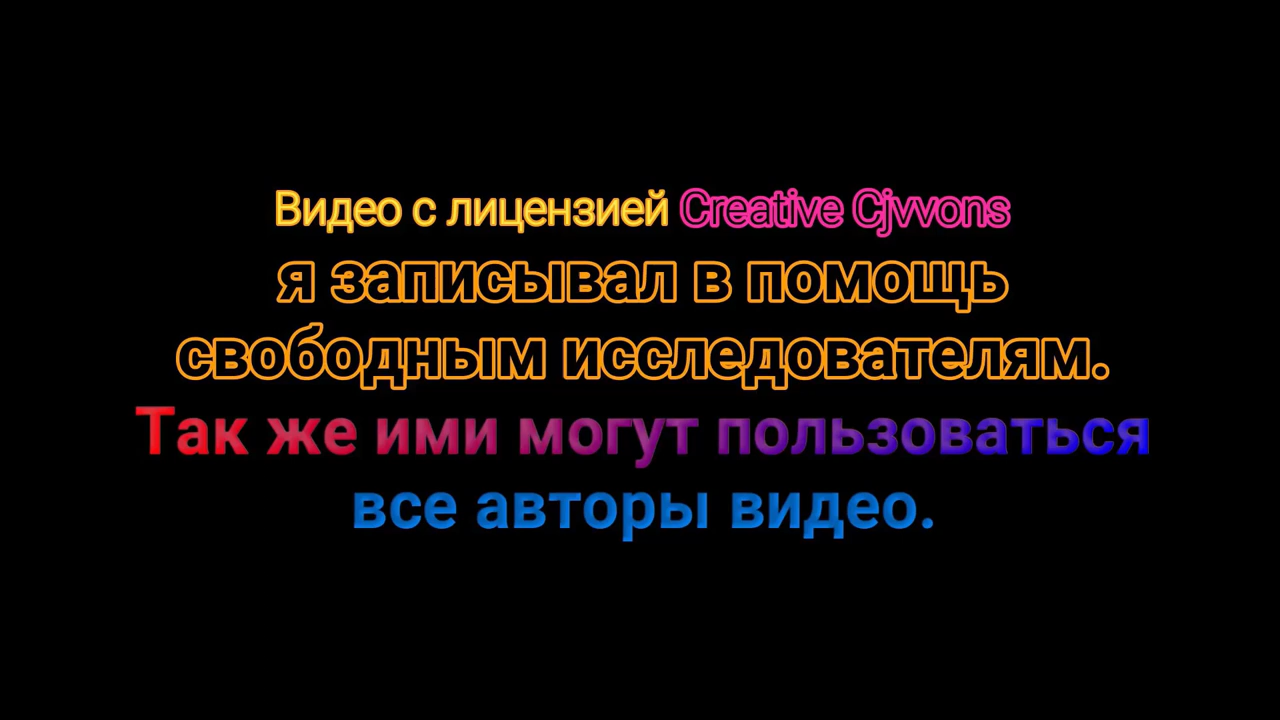 Видео с лицензией Creative Cjvvons
я записывал в помощь
свободным исследователям.
Так же ими могут пользоваться
все авторы видео.